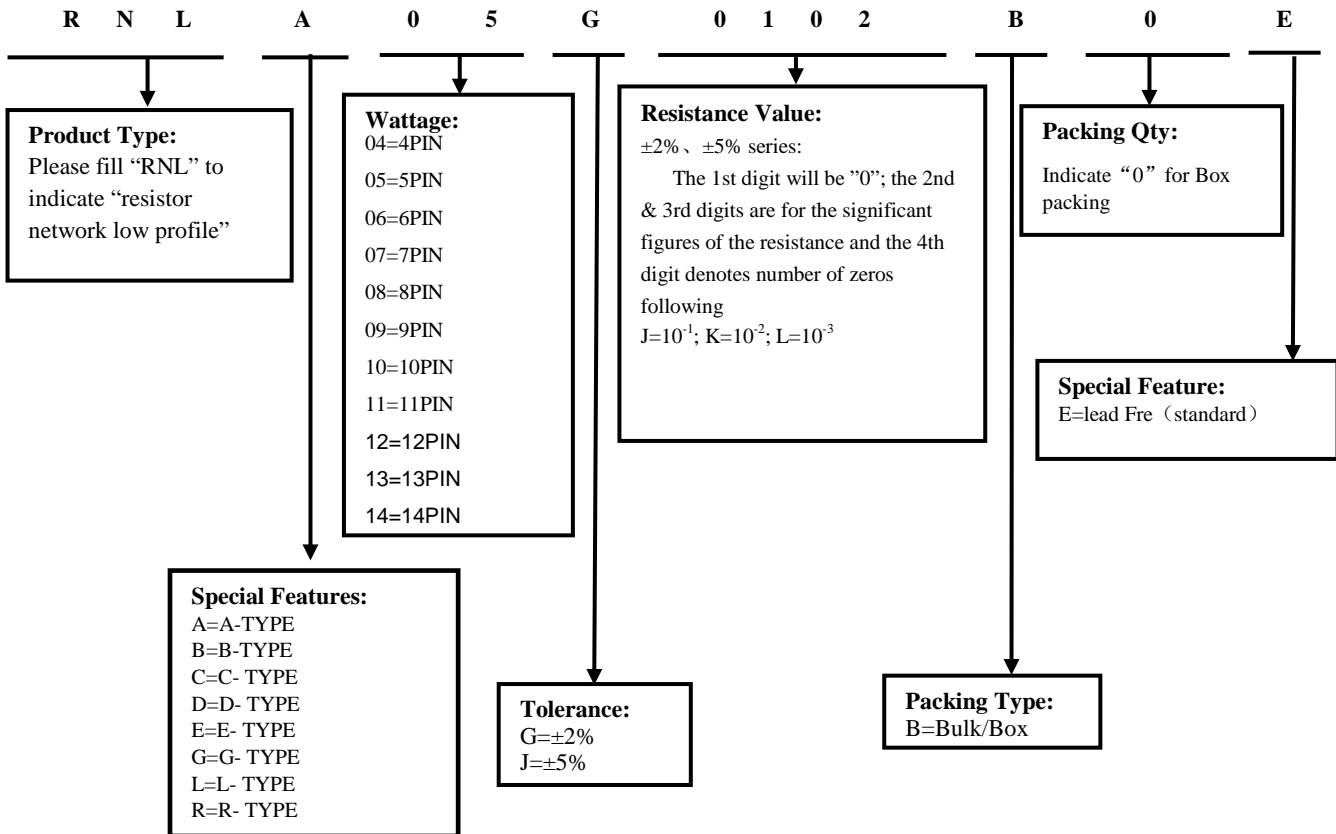 R N L A 0 5 G 0 1 0 2 B 0 E
Product Type:
Please fill “RNL” to
indicate “resistor
network low profile”
Wattage:
04=4PIN
05=5PIN
06=6PIN
07=7PIN
08=8PIN
09=9PIN
10=10PIN
11=11PIN
12=12PIN
13=13PIN
14=14PIN
Resistance Value:
±2%、±5% series:
The 1st digit will be ”0”; the 2nd
& 3rd digits are for the significant
figures of the resistance and the 4th
digit denotes number of zeros
following
J=10⁻¹; K=10⁻²; L=10⁻³
Packing Qty:
Indicate “0” for Box
packing
Special Feature:
E=lead Fre（standard）
Special Features:
A=A-TYPE
B=B-TYPE
C=C- TYPE
D=D- TYPE
E=E- TYPE
G=G- TYPE
L=L- TYPE
R=R- TYPE
Tolerance:
G=±2%
J=±5%
Packing Type:
B=Bulk/Box